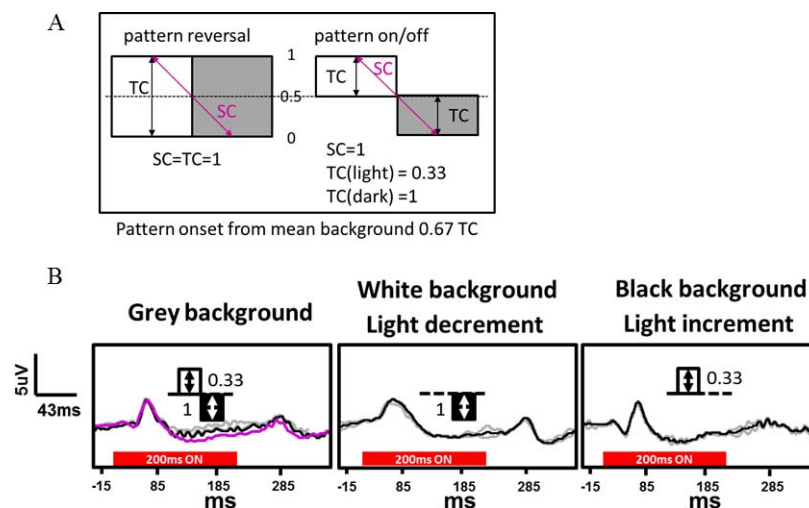 A
pattern reversal
pattern on/off
1
TC
SC
0.5
0
TC
SC
TC
SC=TC=1
SC=1
TC(light) = 0.33
TC(dark) =1
Pattern onset from mean background 0.67 TC
B
Grey background
White background
Light decrement
Black background
Light increment
5uV
43ms
0.33
1
200ms ON
-15 85 185 285
ms
1
200ms ON
-15 85 185 285
ms
0.33
200ms ON
-15 85 185 285
ms